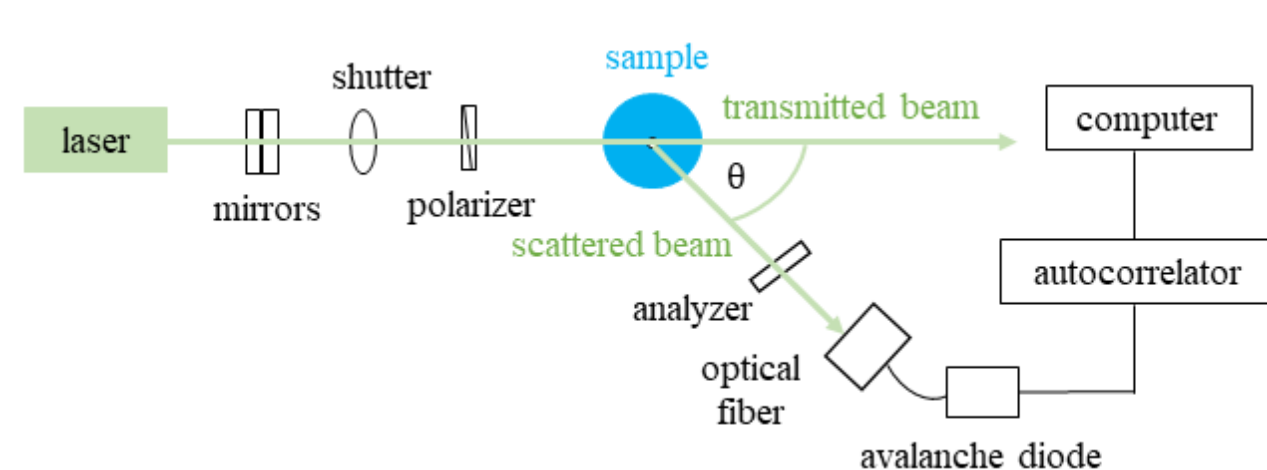 sample
shutter
transmitted beam
computer
laser
θ
mirrors
polarizer
scattered beam
autocorrelator
analyzer
optical
fiber
avalanche diode